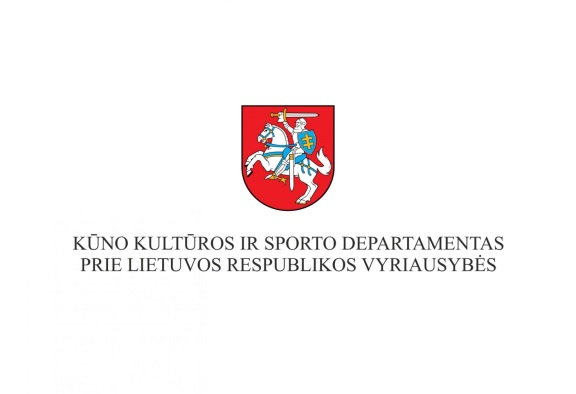 KŪNO KULTŪROS IR SPORTO DEPARTAMENTAS
PRIE LIETUVOS RESPUBLIKOS VYRIAUSYBĖS